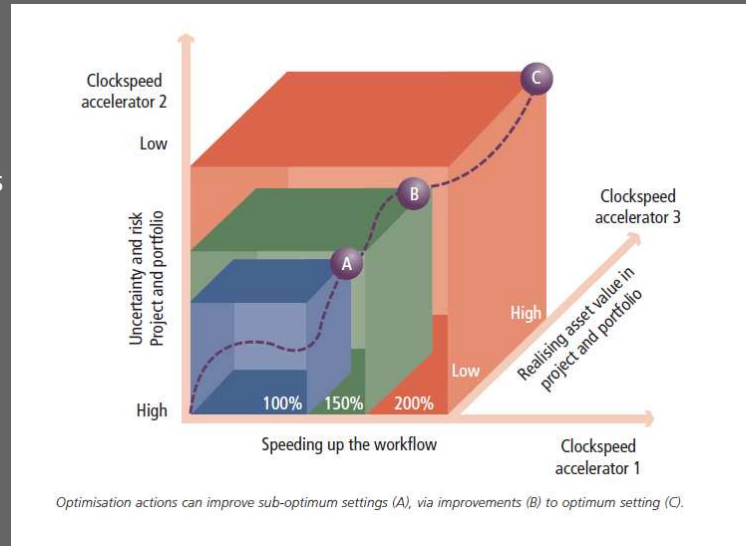 Clockspeed
accelerator 2
Low
Uncertainty and risk
Project and portfolio
High
C
B
A
Clockspeed
accelerator 3
Realising asset value in
project and portfolio
High
Low
100% 150% 200%
Speeding up the workflow
Clockspeed
accelerator 1
Optimisation actions can improve sub-optimum settings (A), via improvements (B) to optimum setting (C).